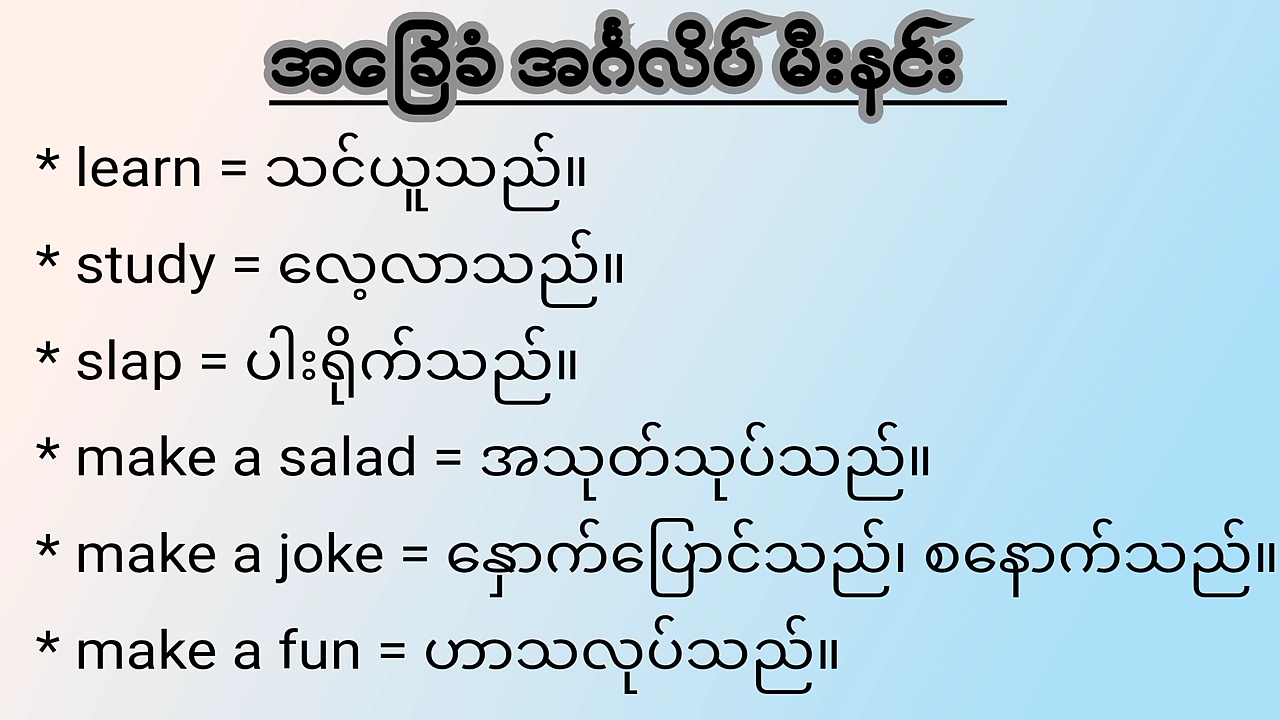 အခြေခံ အင်္ဂလိပ် မီးနင်း
* learn = သင်ယူသည်။
* study = လေ့လာသည်။
* slap = ပါးရိုက်သည်။
* make a salad = အသုတ်သုပ်သည်။
* make a joke = နှောက်ပြောင်သည်၊ စနောက်သည်။
* make a fun = ဟာသလုပ်သည်။